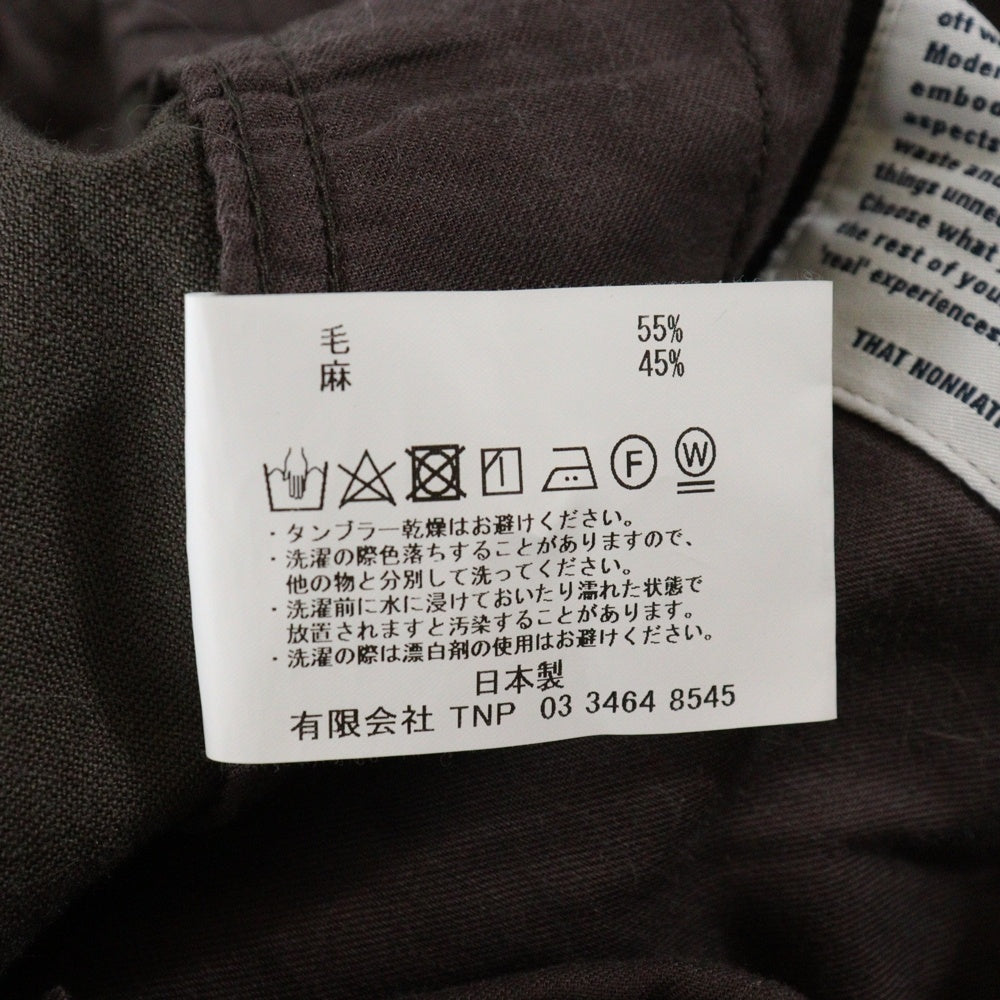 毛 55%
麻 45%
F W
・タンブラー乾燥はお避けください。
・洗濯の際色落ちすることがありますので、
他の物と分別して洗ってください。
・洗濯前に水に浸けておいたり濡れた状態で
放置されますと汚染することがあります。
・洗濯の際は漂白剤の使用はお避けください。
日本製
有限会社 TNP 03 3464 8545
off
Moder
embod
aspects
waste and
things unne
Choose what
the rest of you
'real' experiences
THAT NONNAT